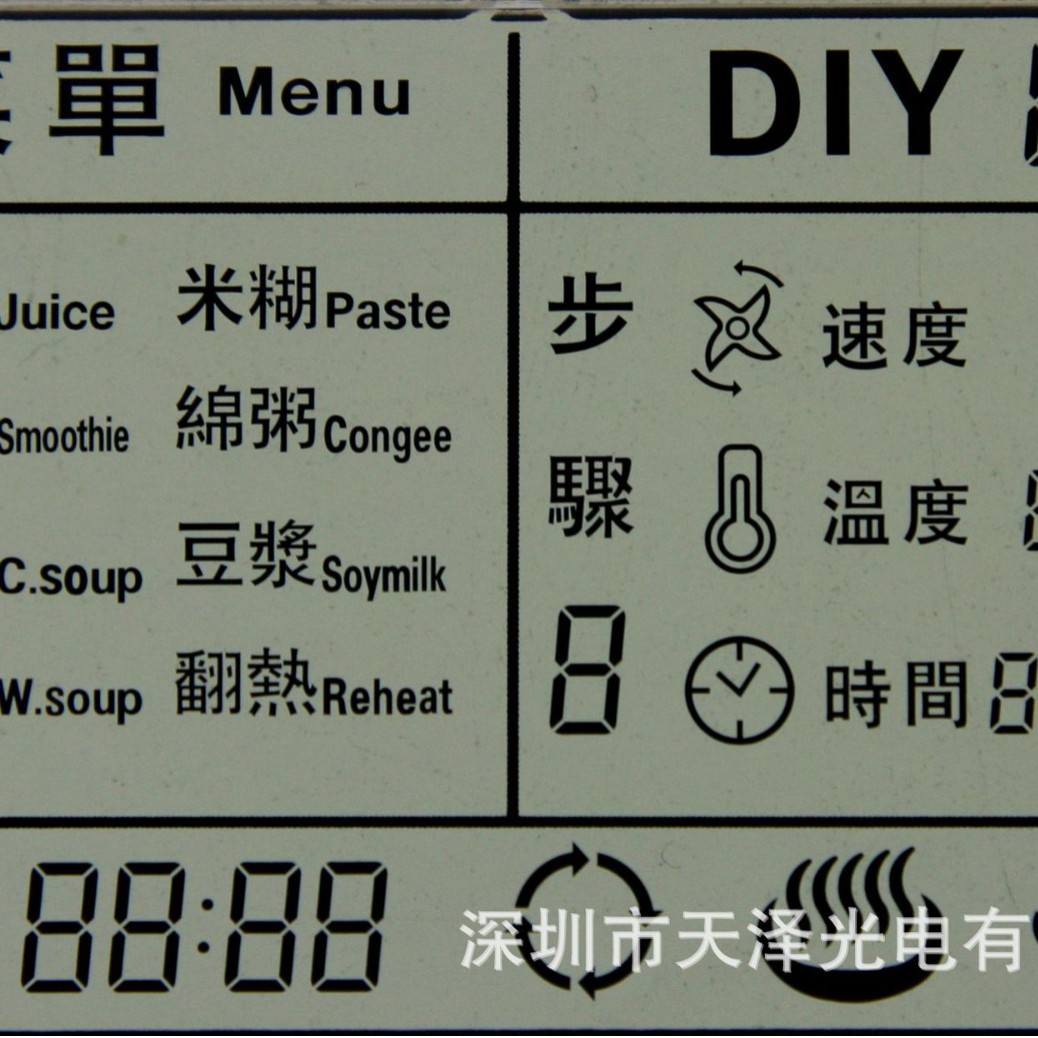 單 Menu
DIY
Juice 米糊Paste
Smoothie 綿粥Congee
C.soup 豆漿Soymilk
W.soup 翻熱Reheat
步驟
8
速度
溫度
時間
88:88
深圳市天泽光电有